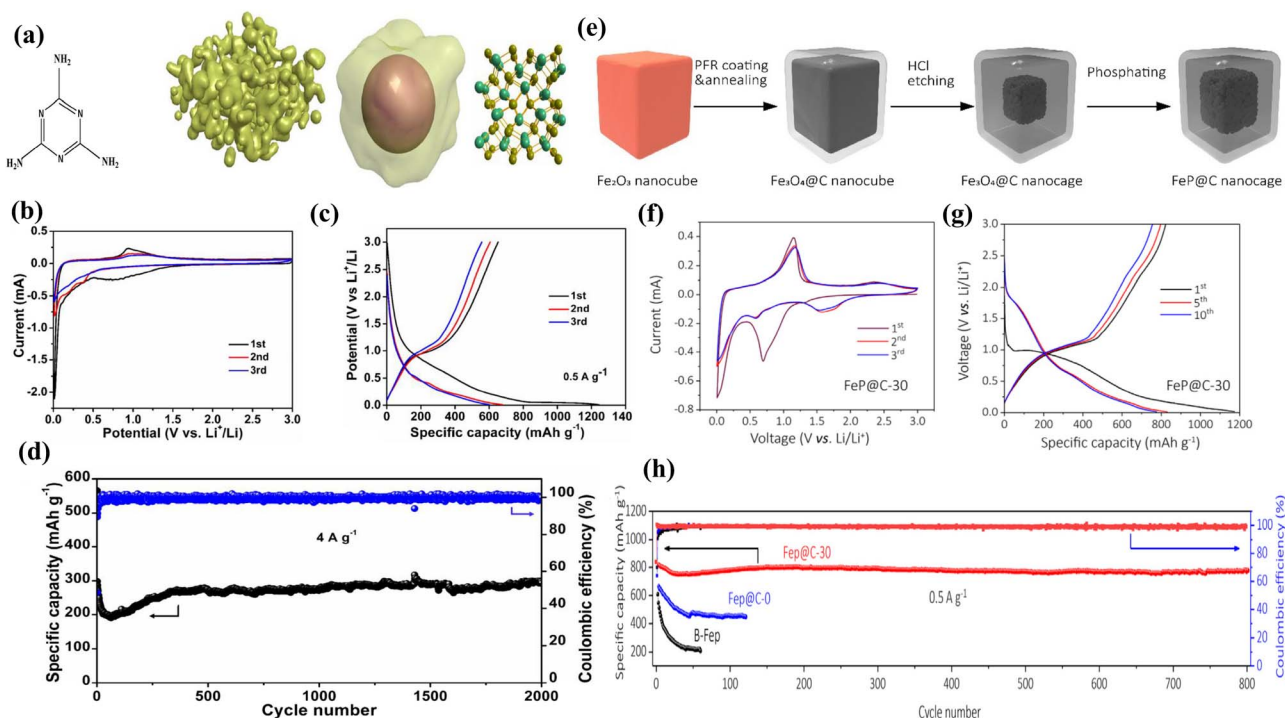 (a)
NH₂
N
N
N
H₂N
NH₂
(e)
PFR coating
&annealing
HCl
etching
Phosphating
Fe₂O₃ nanocube
Fe₃O₄@C nanocube
Fe₃O₄@C nanocage
FeP@C nanocage
(b)
Current (mA)
0.5
0.0
-0.5
-1.0
-1.5
-2.0
1st
2nd
3rd
0.0
0.5
1.0
1.5
2.0
2.5
3.0
Potential (V vs. Li⁺/Li)
(c)
Potential (V vs Li⁺/Li)
3.0
2.5
2.0
1.5
1.0
0.5
0.0
1st
2nd
3rd
0.5 A g⁻¹
0 200 400 600 800 1000 1200 140
Specific capacity (mAh g⁻¹)
(f)
Current (mA)
0.4
0.2
0.0
-0.2
-0.4
-0.6
-0.8
1ˢᵗ
2ⁿᵈ
3ʳᵈ
FeP@C-30
0.0 0.5 1.0 1.5 2.0 2.5 3.0
Voltage (V vs. Li/Li⁺)
(g)
Voltage (V vs. Li/Li⁺)
3.0
2.5
2.0
1.5
1.0
0.5
0.0
1ˢᵗ
5ᵗʰ
10ᵗʰ
FeP@C-30
0 200 400 600 800 1000 1200
Specific capacity (mAh g⁻¹)
(d)
Specific capacity (mAh g⁻¹)
600
500
400
300
200
100
0
4 A g⁻¹
100
80
60
40
20
0
Coulombic efficiency (%)
0 500 1000 1500 2000
Cycle number
(h)
Specific capacity (mAh g⁻¹)
1200
1000
800
600
400
200
Fep@C-30
Fep@C-0
B-Fep
0.5 A g⁻¹
100
80
60
40
20
0
Coulombic efficiency (%)
0 100 200 300 400 500 600 700 800
Cycle number